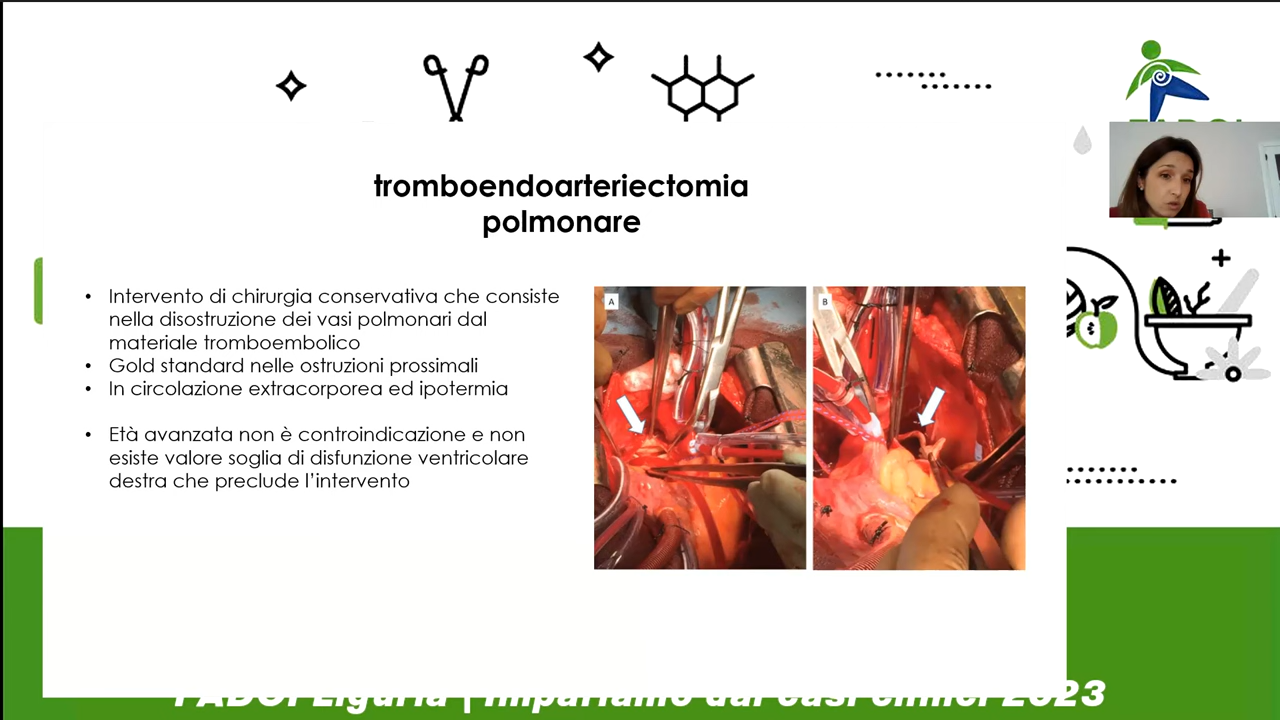 tromboendoarteriectomia
polmonare
• Intervento di chirurgia conservativa che consiste
nella disostruzione dei vasi polmonari dal
materiale tromboembolico
• Gold standard nelle ostruzioni prossimali
• In circolazione extracorporea ed ipotermia
• Età avanzata non è controindicazione e non
esiste valore soglia di disfunzione ventricolare
destra che preclude l'intervento
A
B
FADOI Liguria | Impariamo dai casi clinici 2023